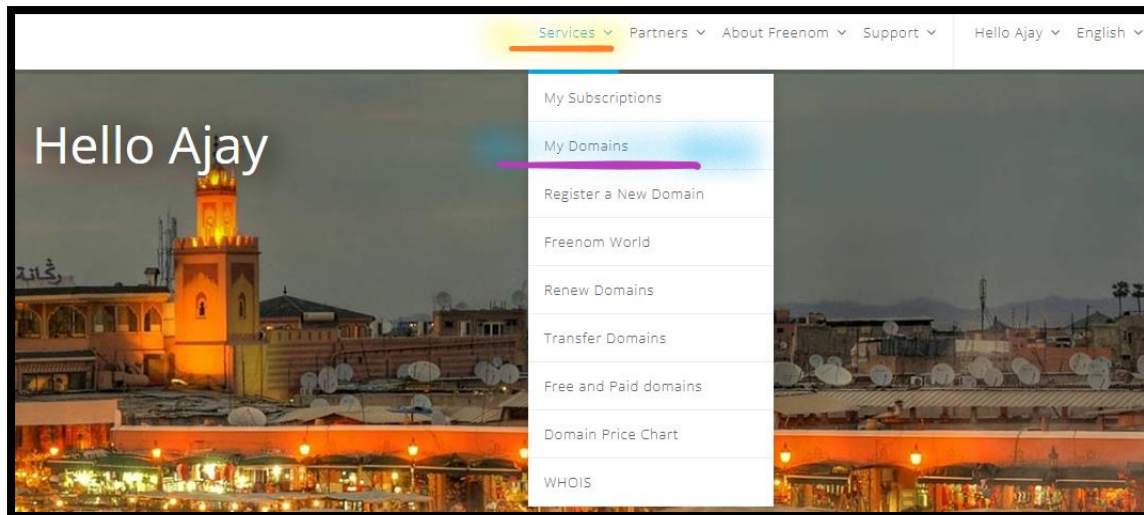 Services Partners About Freenom Support Hello Ajay English
My Subscriptions
Hello Ajay
My Domains
Register a New Domain
Freenom World
Renew Domains
Transfer Domains
Free and Paid domains
Domain Price Chart
WHOIS